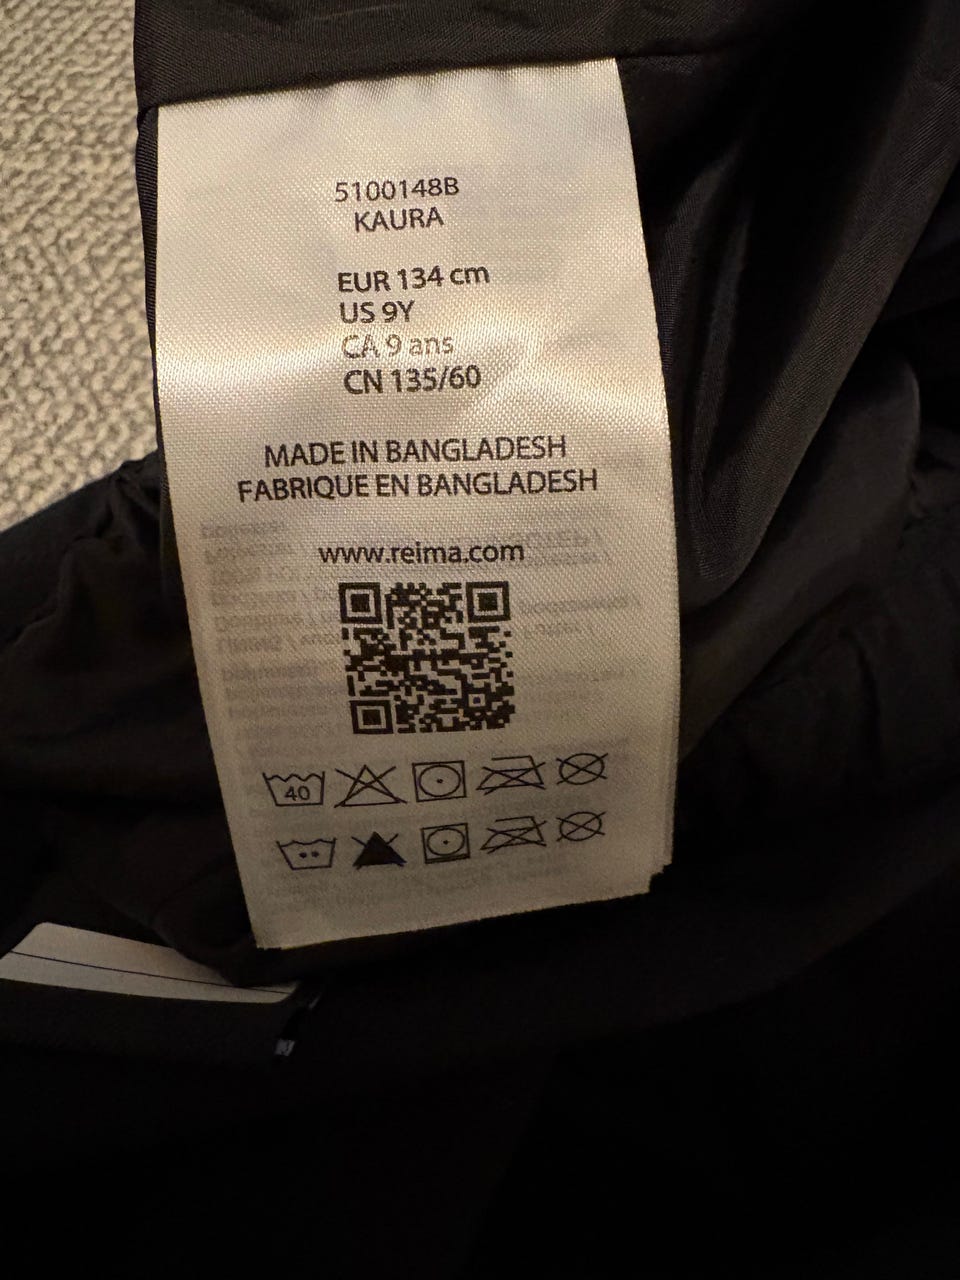 5100148B
KAURA
EUR 134 cm
US 9Y
CA 9 ans
CN 135/60
MADE IN BANGLADESH
FABRIQUE EN BANGLADESH
www.reima.com
40